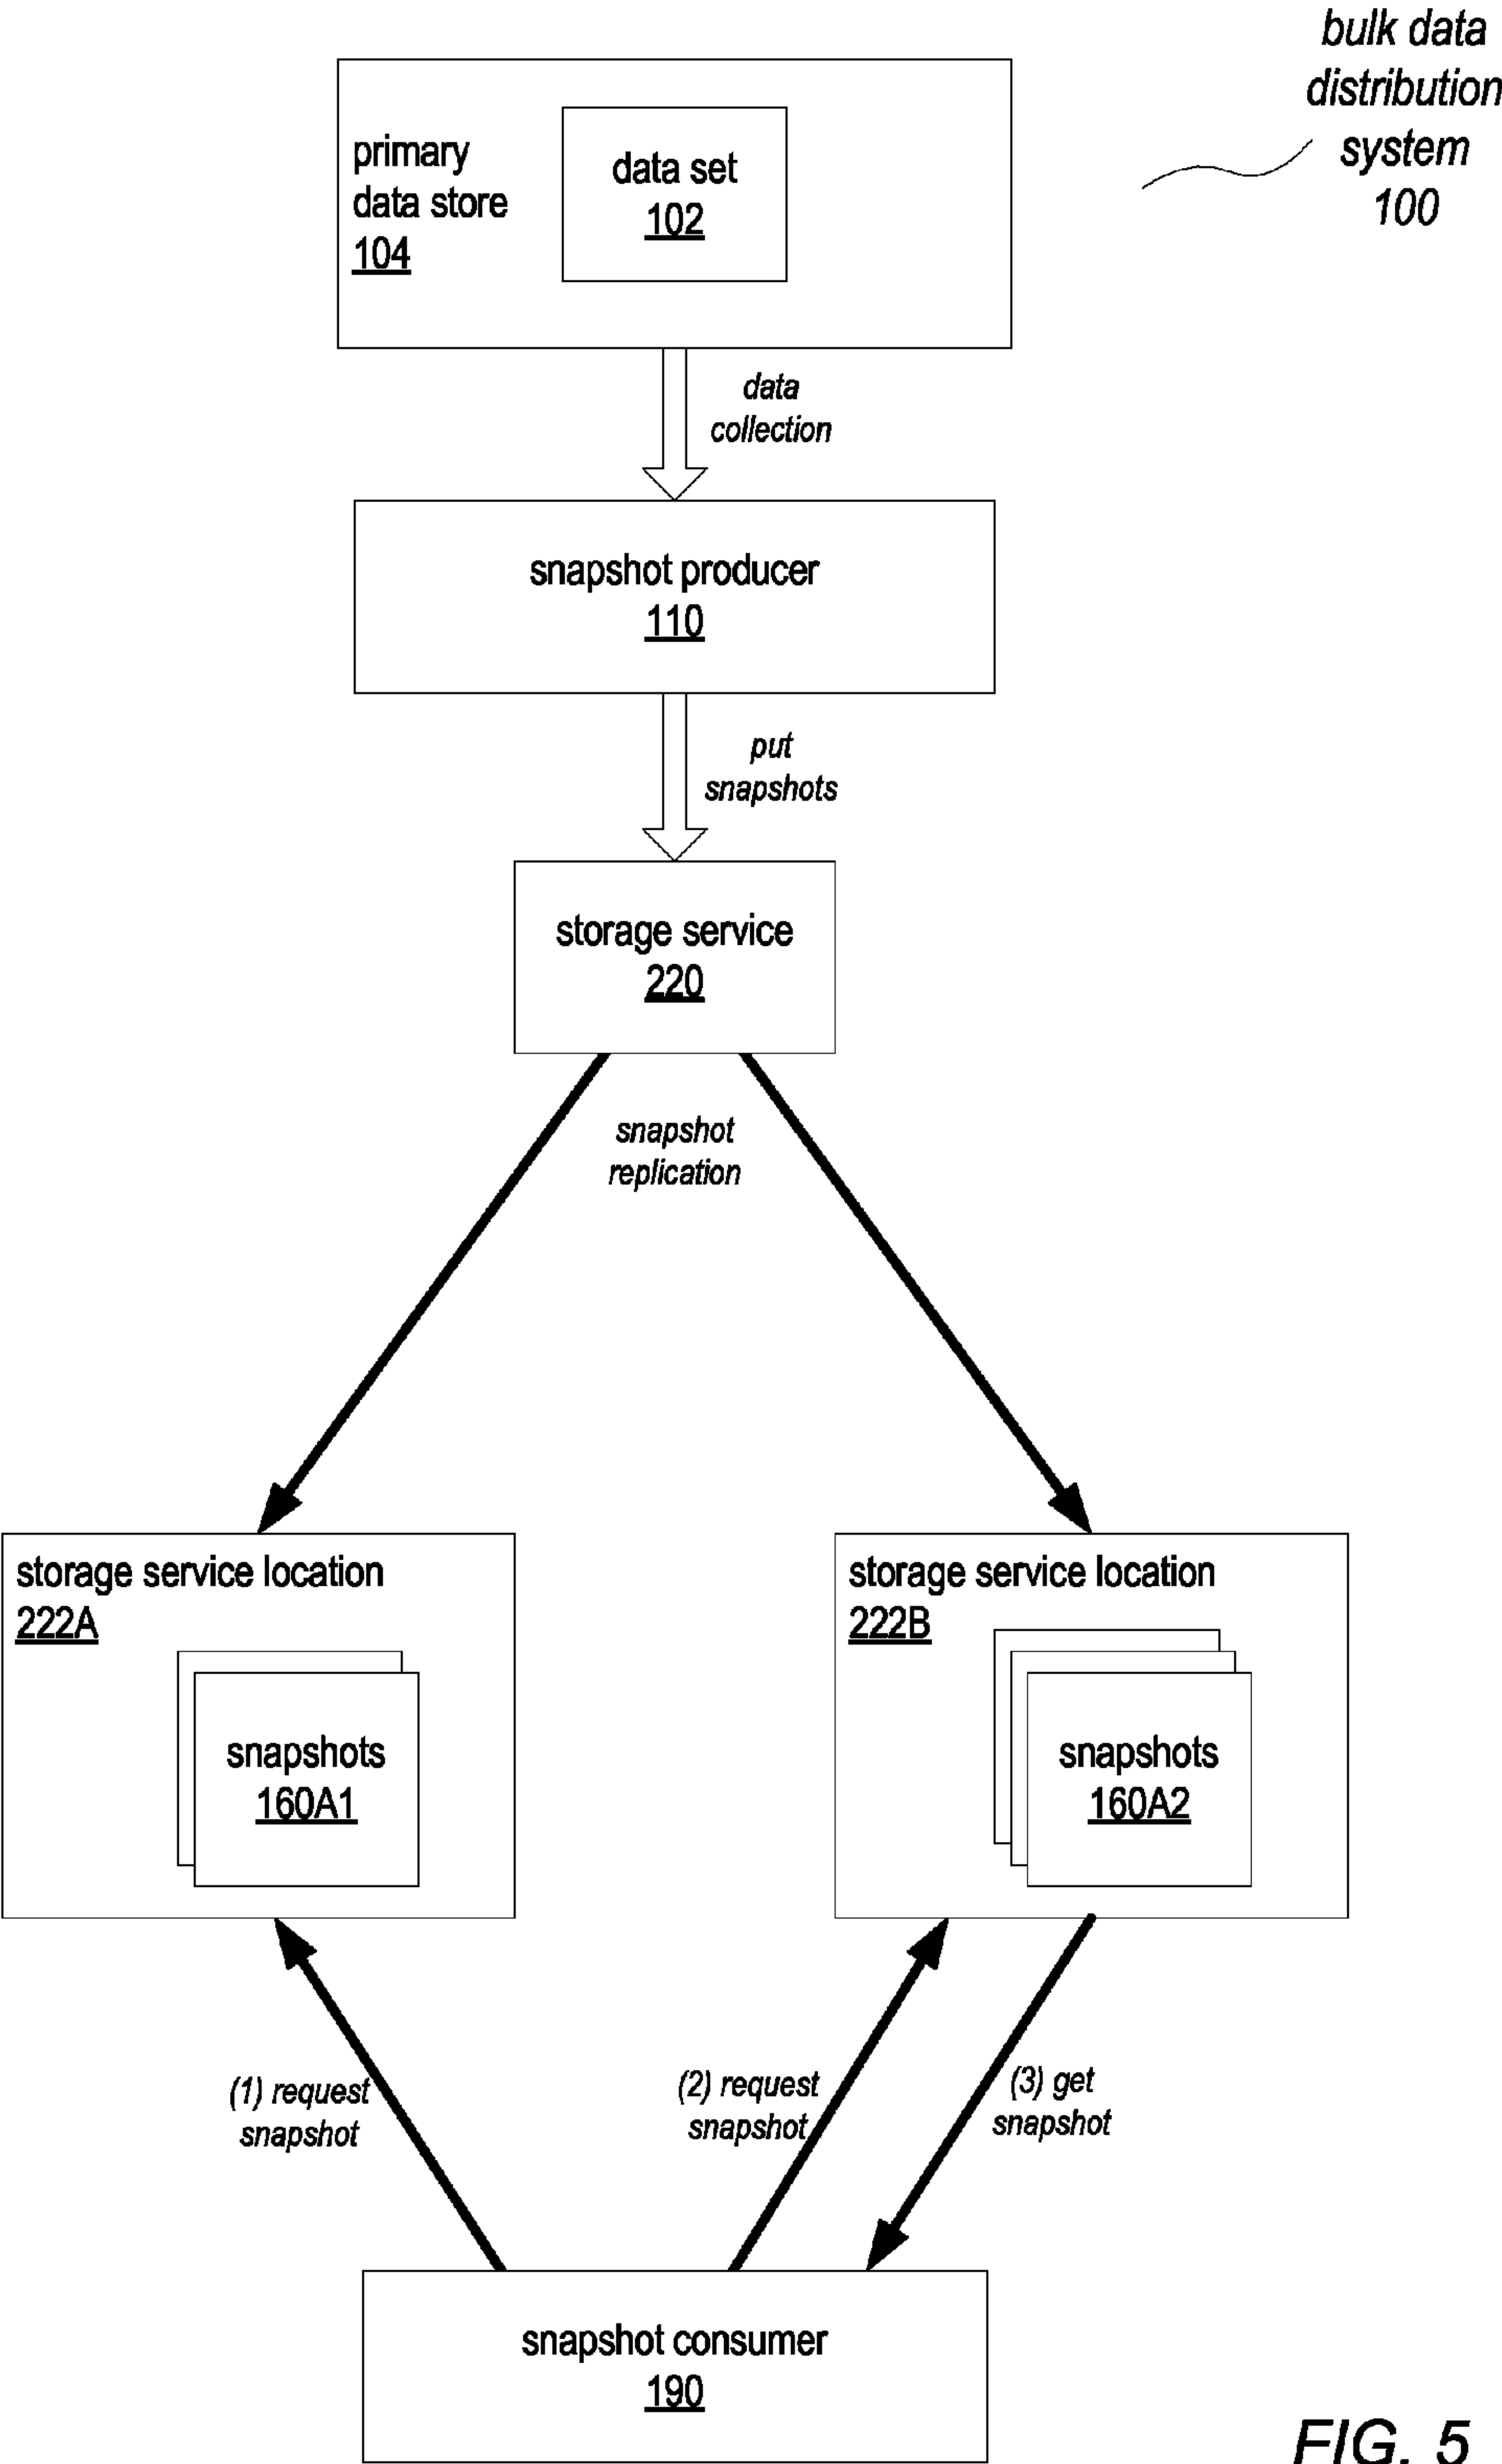 bulk data
distribution
system
100
primary
data store
104
data set
102
data
collection
snapshot producer
110
put
snapshots
storage service
220
snapshot
replication
storage service location
222A
snapshots
160A1
storage service location
222B
snapshots
160A2
(1) request
snapshot
(2) request
snapshot
(3) get
snapshot
snapshot consumer
190
FIG. 5